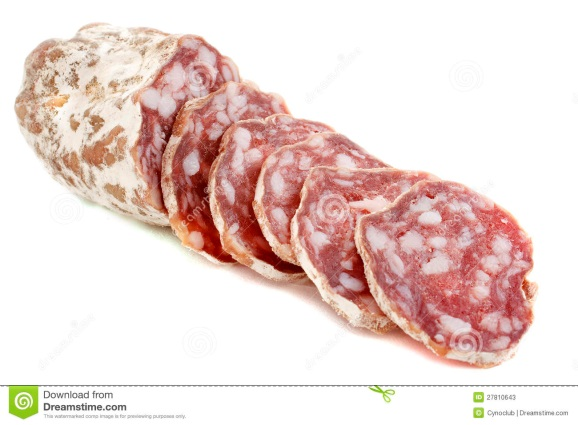 Download from
Dreamstime.com
This watermarked comp image is for previewing purposes only.
27810643
Cynoclub | Dreamstime.com